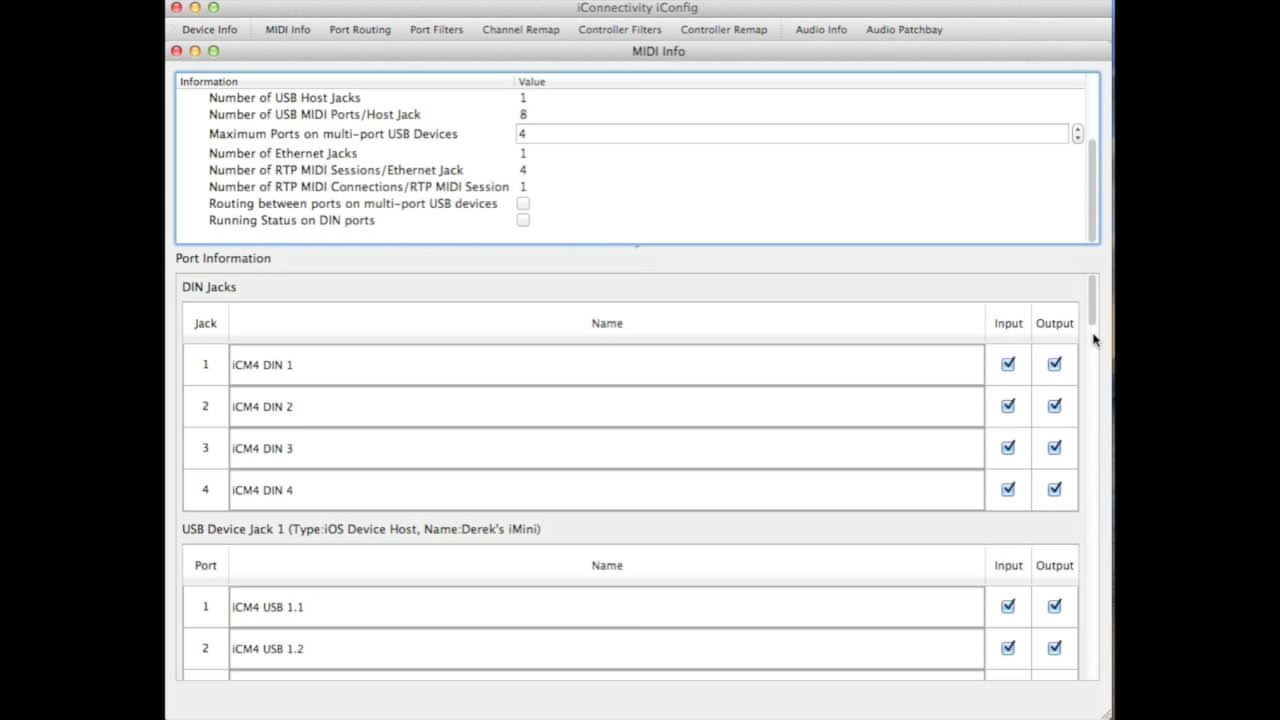 iConnectivity iConfig
Device Info MIDI Info Port Routing Port Filters Channel Remap Controller Filters Controller Remap Audio Info Audio Patchbay
MIDI Info
Information Value
Number of USB Host Jacks 1
Number of USB MIDI Ports/Host Jack 8
Maximum Ports on multi-port USB Devices 4
Number of Ethernet Jacks 1
Number of RTP MIDI Sessions/Ethernet Jack 4
Number of RTP MIDI Connections/RTP MIDI Session 1
Routing between ports on multi-port USB devices
Running Status on DIN ports
Port Information
DIN Jacks
Jack Name Input Output
1 iCM4 DIN 1
2 iCM4 DIN 2
3 iCM4 DIN 3
4 iCM4 DIN 4
USB Device Jack 1 (Type:iOS Device Host, Name:Derek's iMini)
Port Name Input Output
1 iCM4 USB 1.1
2 iCM4 USB 1.2